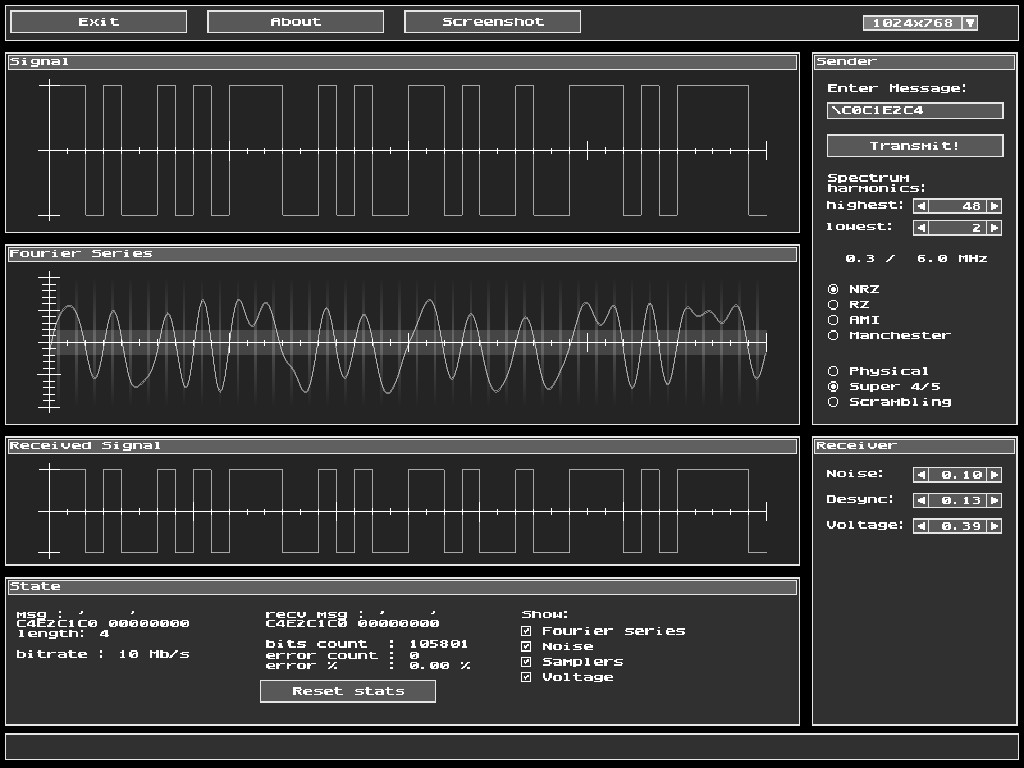 Exit
About
Screenshot
1024x768
Signal
Sender
Enter Message:
\C0C1E2C4
Transmit!
Spectrum
harmonics:
highest: 48
lowest: 2
0.3 / 6.0 MHz
NRZ
RZ
AMI
Manchester
Physical
Super 4/5
Scrambling
Fourier Series
Received Signal
Receiver
Noise: 0.10
Desync: 0.13
Voltage: 0.39
State
msg : ' '
C4E2C1C0 00000000
length: 4
bitrate : 10 Mb/s
recv msg : ' '
C4E2C1C0 00000000
bits count : 105801
error count : 0
error % : 0.00 %
Reset stats
Show:
Fourier series
Noise
Samplers
Voltage